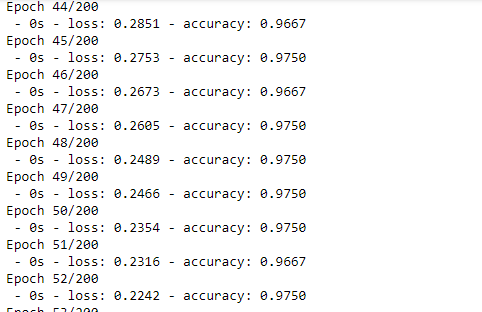 Epoch 44/200
- 0s - loss: 0.2851 - accuracy: 0.9667
Epoch 45/200
- 0s - loss: 0.2753 - accuracy: 0.9750
Epoch 46/200
- 0s - loss: 0.2673 - accuracy: 0.9667
Epoch 47/200
- 0s - loss: 0.2605 - accuracy: 0.9750
Epoch 48/200
- 0s - loss: 0.2489 - accuracy: 0.9750
Epoch 49/200
- 0s - loss: 0.2466 - accuracy: 0.9750
Epoch 50/200
- 0s - loss: 0.2354 - accuracy: 0.9750
Epoch 51/200
- 0s - loss: 0.2316 - accuracy: 0.9667
Epoch 52/200
- 0s - loss: 0.2242 - accuracy: 0.9750
Epoch 53/200